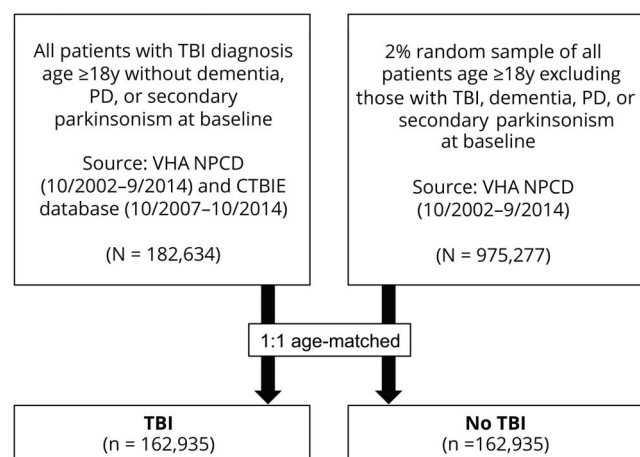 All patients with TBI diagnosis
age ≥18y without dementia,
PD, or secondary
parkinsonism at baseline
Source: VHA NPCD
(10/2002–9/2014) and CTBIE
database (10/2007–10/2014)
(N = 182,634)
2% random sample of all
patients age ≥18y excluding
those with TBI, dementia, PD, or
secondary parkinsonism
at baseline
Source: VHA NPCD
(10/2002–9/2014)
(N = 975,277)
1:1 age-matched
TBI
(n = 162,935)
No TBI
(n =162,935)